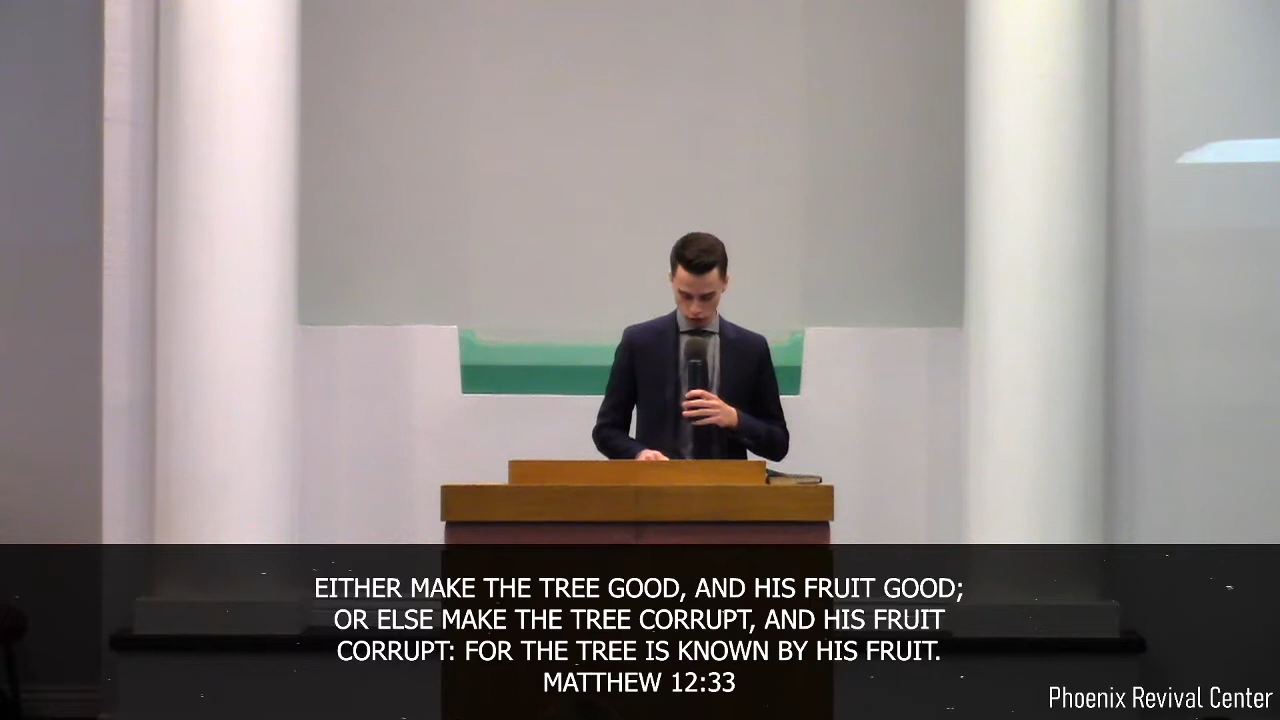 EITHER MAKE THE TREE GOOD, AND HIS FRUIT GOOD;
OR ELSE MAKE THE TREE CORRUPT, AND HIS FRUIT
CORRUPT: FOR THE TREE IS KNOWN BY HIS FRUIT.
MATTHEW 12:33
Phoenix Revival Center